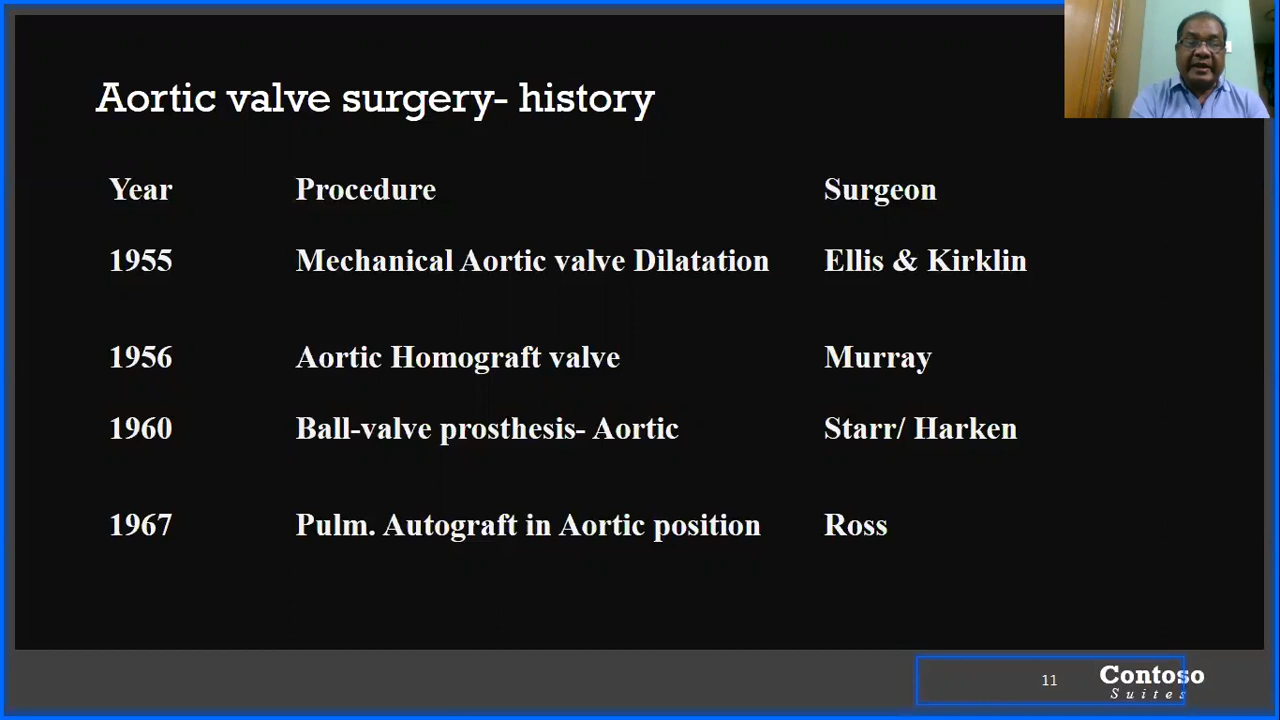 Aortic valve surgery- history
Year Procedure Surgeon
1955 Mechanical Aortic valve Dilatation Ellis & Kirklin
1956 Aortic Homograft valve Murray
1960 Ball-valve prosthesis- Aortic Starr/ Harken
1967 Pulm. Autograft in Aortic position Ross
11 Contoso
Suites